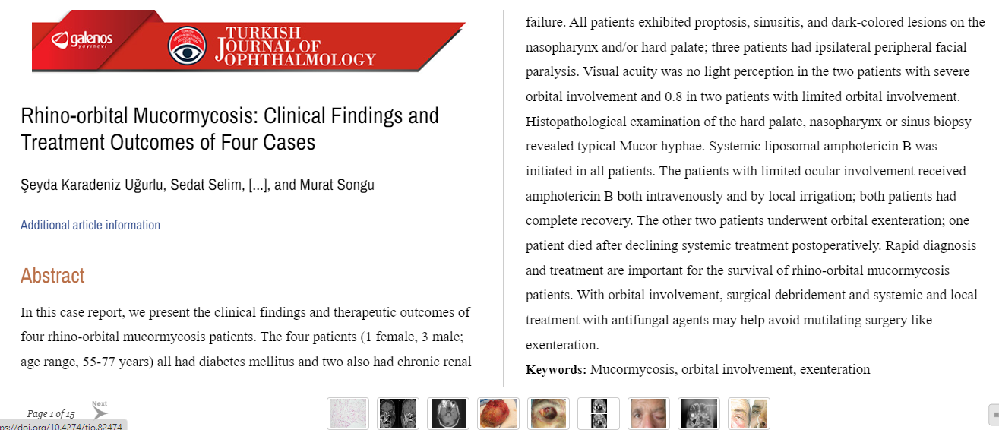 galenos
yayınevi
TURKISH
JOURNAL OF
OPHTHALMOLOGY
Rhino-orbital Mucormycosis: Clinical Findings and
Treatment Outcomes of Four Cases
Şeyda Karadeniz Uğurlu, Sedat Selim, [...], and Murat Songu
Additional article information
Abstract
In this case report, we present the clinical findings and therapeutic outcomes of
four rhino-orbital mucormycosis patients. The four patients (1 female, 3 male;
age range, 55-77 years) all had diabetes mellitus and two also had chronic renal
failure. All patients exhibited proptosis, sinusitis, and dark-colored lesions on the
nasopharynx and/or hard palate; three patients had ipsilateral peripheral facial
paralysis. Visual acuity was no light perception in the two patients with severe
orbital involvement and 0.8 in two patients with limited orbital involvement.
Histopathological examination of the hard palate, nasopharynx or sinus biopsy
revealed typical Mucor hyphae. Systemic liposomal amphotericin B was
initiated in all patients. The patients with limited ocular involvement received
amphotericin B both intravenously and by local irrigation; both patients had
complete recovery. The other two patients underwent orbital exenteration; one
patient died after declining systemic treatment postoperatively. Rapid diagnosis
and treatment are important for the survival of rhino-orbital mucormycosis
patients. With orbital involvement, surgical debridement and systemic and local
treatment with antifungal agents may help avoid mutilating surgery like
exenteration.
Keywords: Mucormycosis, orbital involvement, exenteration
Next
Page 1 of 15
ps://doi.org/10.4274/tjo.82474